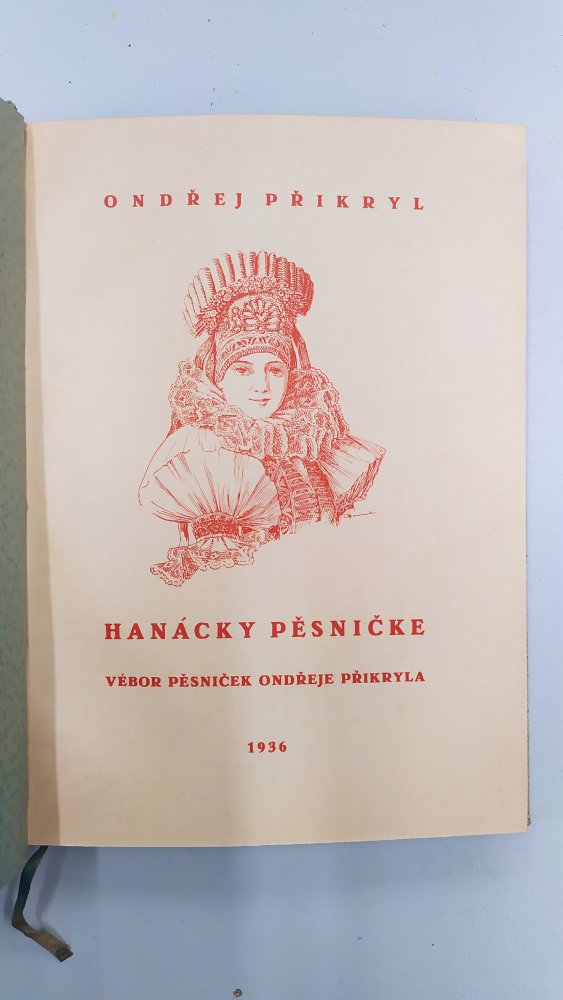 ONDŘEJ PŘIKRYL
HANÁCKY PĚSNIČKE
VÉBOR PĚSNIČEK ONDŘEJE PŘIKRYLA
1936